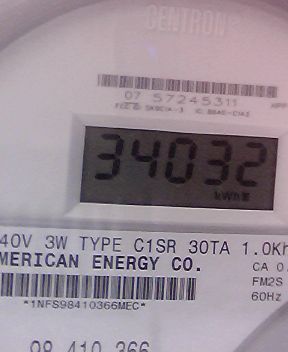 CENTRON
07 57245311
34032
kWh
40V 3W TYPE C1SR 30TA 1.0Kh
MERICAN ENERGY CO.
CA 0.
FM2S
60Hz
*1NFS98410366MEC*
98 410 366